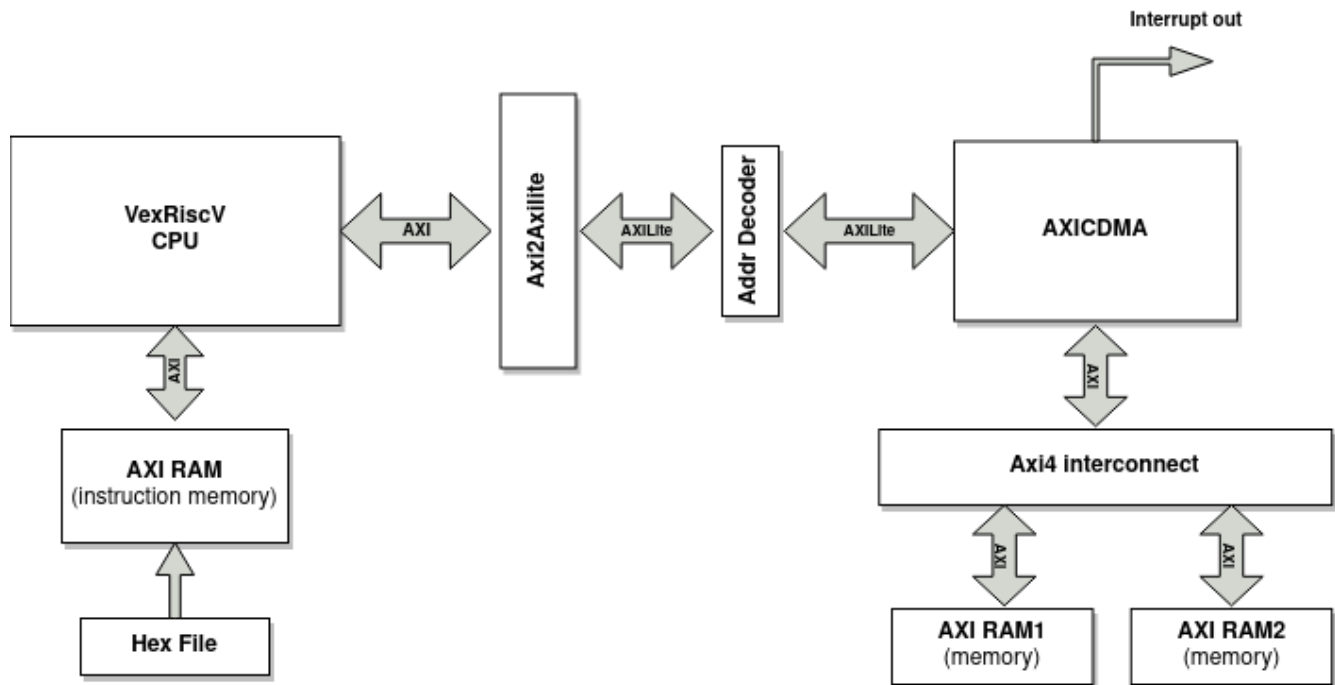 Interrupt out
VexRiscV
CPU
AXI
Axi2Axilite
AXILite
Addr Decoder
AXILite
AXICDMA
AXI
AXI RAM
(instruction memory)
Hex File
AXI
Axi4 interconnect
AXI
AXI
AXI RAM1
(memory)
AXI RAM2
(memory)